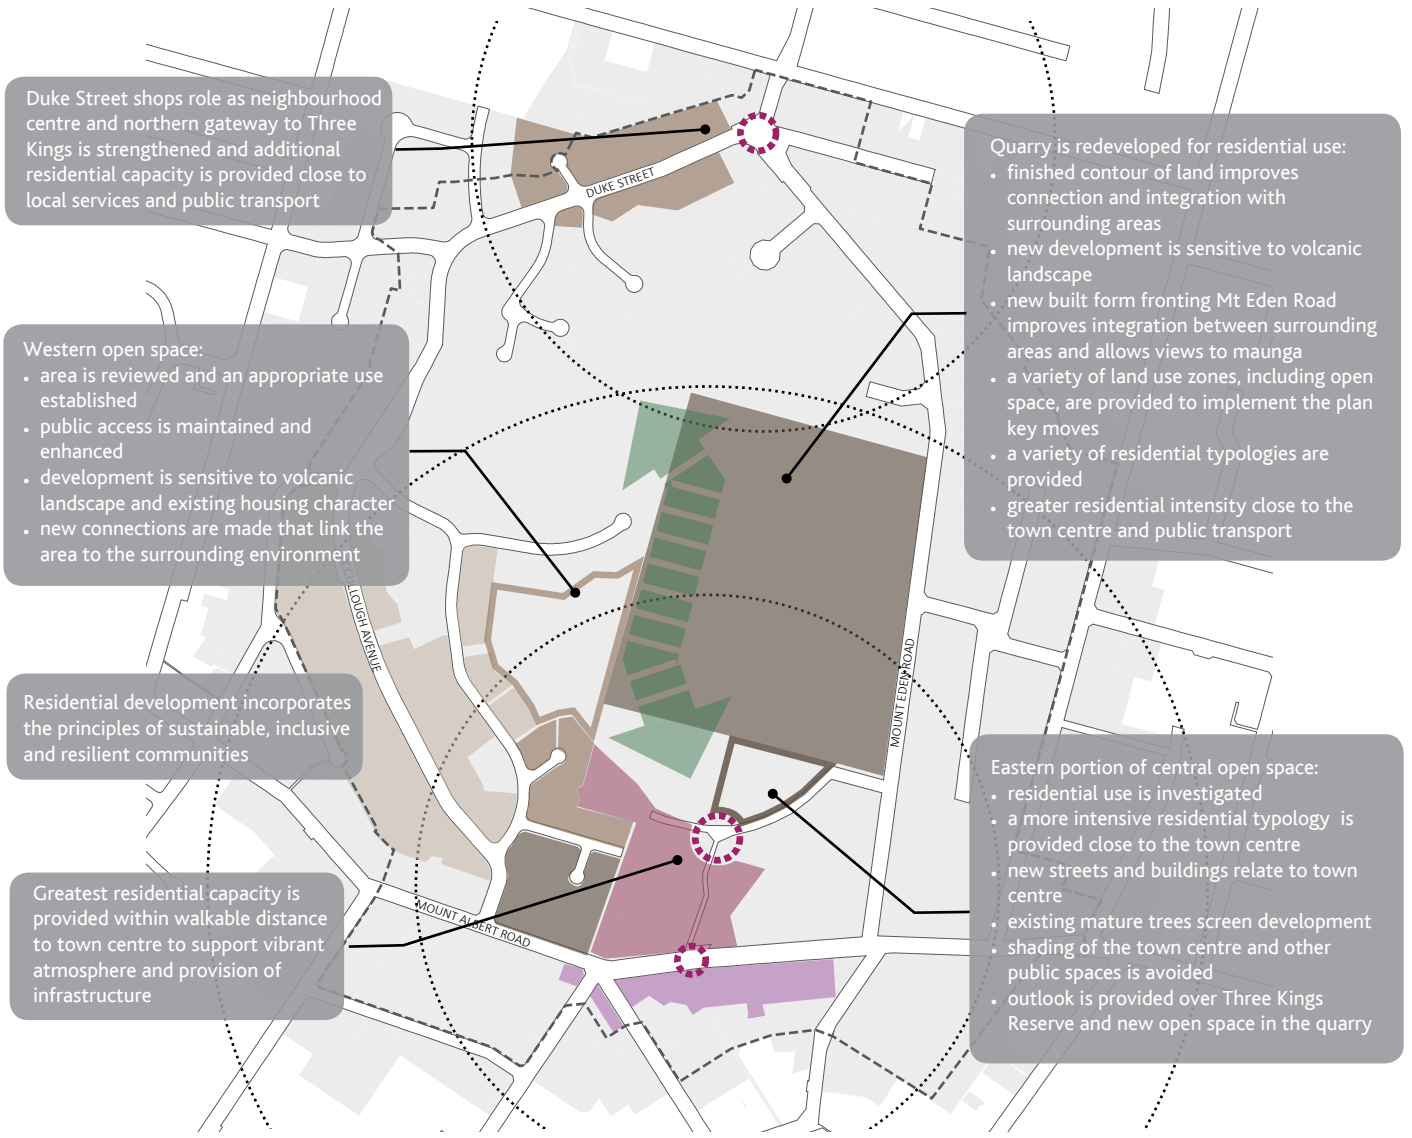 Duke Street shops role as neighbourhood
centre and northern gateway to Three
Kings is strengthened and additional
residential capacity is provided close to
local services and public transport
Western open space:
• area is reviewed and an appropriate use
established
• public access is maintained and
enhanced
• development is sensitive to volcanic
landscape and existing housing character
• new connections are made that link the
area to the surrounding environment
Residential development incorporates
the principles of sustainable, inclusive
and resilient communities
Greatest residential capacity is
provided within walkable distance
to town centre to support vibrant
atmosphere and provision of
infrastructure
DUKE STREET
CCULLOUGH AVENUE
MOUNT ALBERT ROAD
MOUNT EDEN ROAD
Quarry is redeveloped for residential use:
• finished contour of land improves
connection and integration with
surrounding areas
• new development is sensitive to volcanic
landscape
• new built form fronting Mt Eden Road
improves integration between surrounding
areas and allows views to maunga
• a variety of land use zones, including open
space, are provided to implement the plan
key moves
• a variety of residential typologies are
provided
• greater residential intensity close to the
town centre and public transport
Eastern portion of central open space:
• residential use is investigated
• a more intensive residential typology is
provided close to the town centre
• new streets and buildings relate to town
centre
• existing mature trees screen development
• shading of the town centre and other
public spaces is avoided
• outlook is provided over Three Kings
Reserve and new open space in the quarry